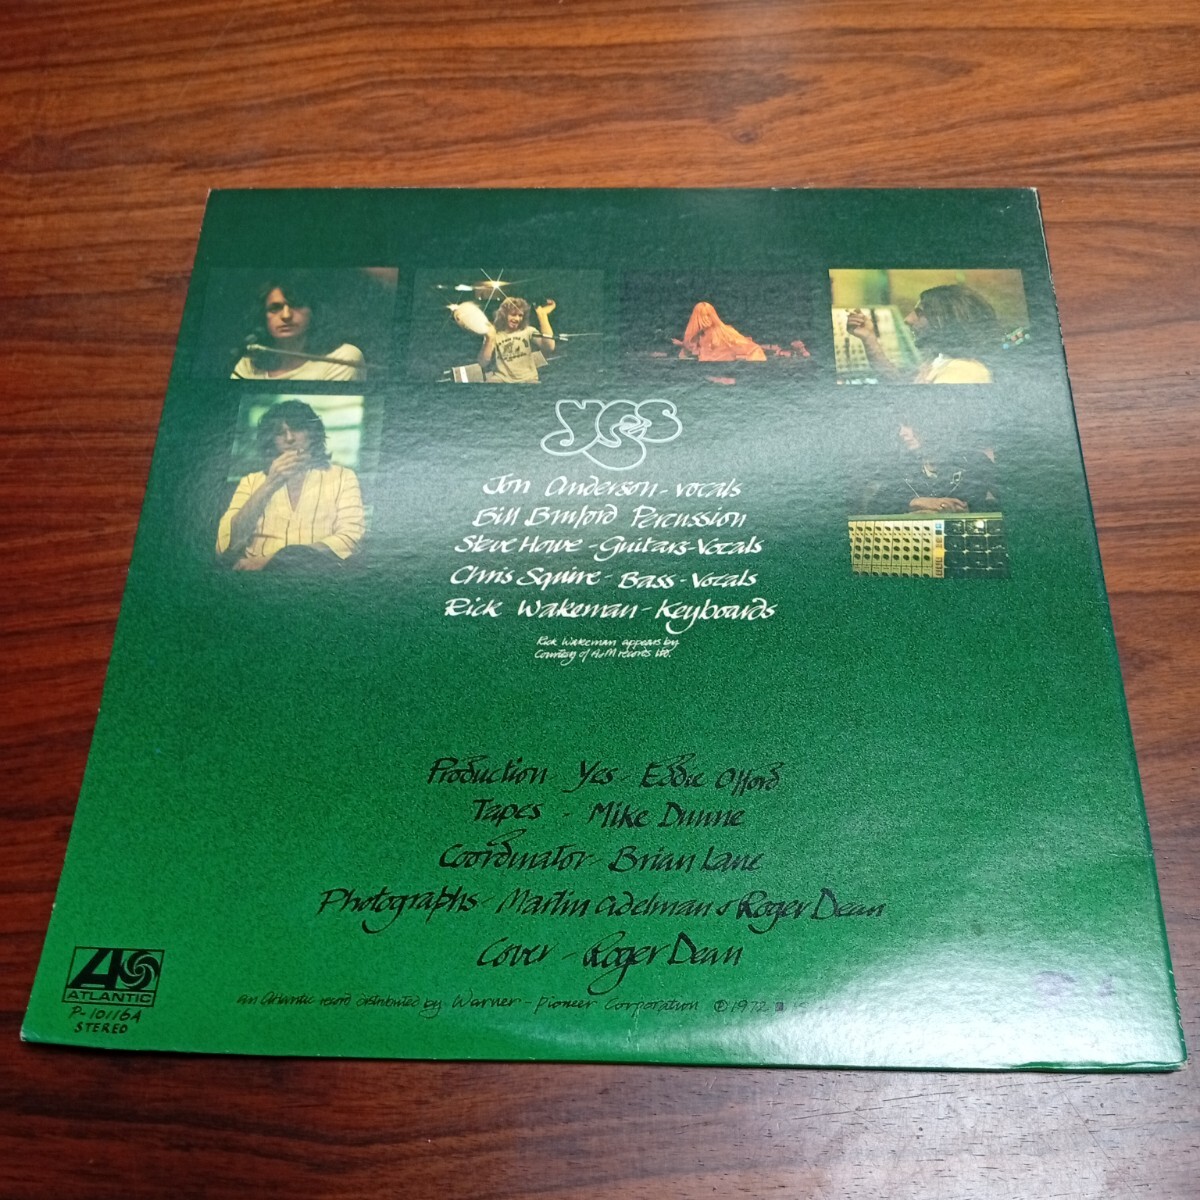 yes
Jon Anderson - vocals
Bill Bruford Percussion
Steve Howe - Guitars - Vocals
Chris Squire - Bass - Vocals
Rick Wakeman - Keyboards
Rick Wakeman appears by
Courtesy of A&M records Ltd.
Production Yes - Eddie Offord
Tapes - Mike Dunne
Coordinator - Brian Lane
Photographs - Martin Adelman & Roger Dean
Cover - Roger Dean
ATLANTIC
an Atlantic record distributed by Warner - Pioneer Corporation ℗ 1972
P-10116A
STEREO